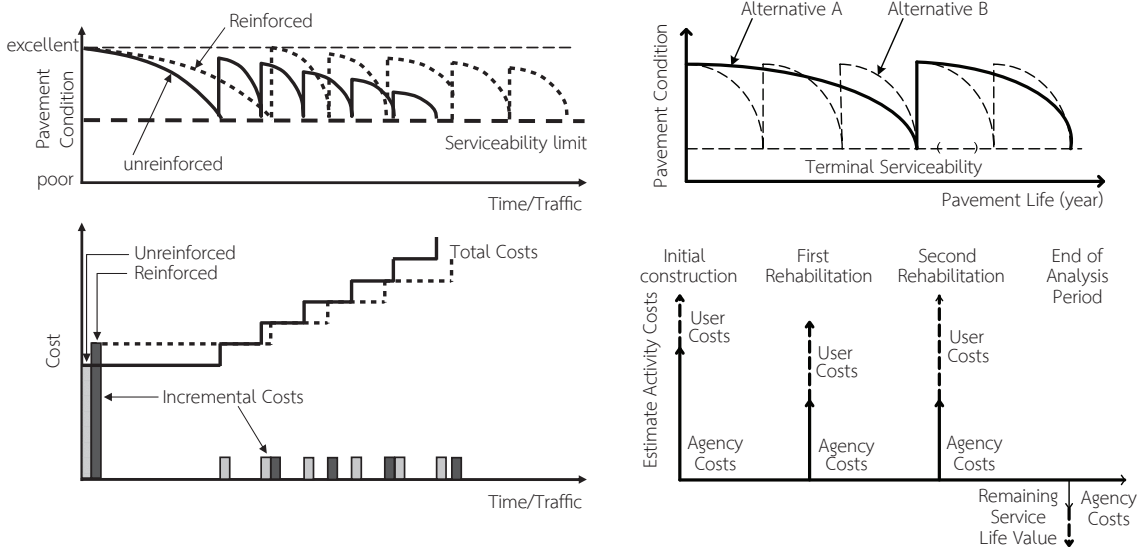 Reinforced
excellent
Pavement
Condition
unreinforced
Serviceability limit
poor
Time/Traffic
Alternative A
Alternative B
Pavement Condition
Terminal Serviceability
Pavement Life (year)
Unreinforced
Reinforced
Total Costs
Cost
Incremental Costs
Time/Traffic
Initial
construction
First
Rehabilitation
Second
Rehabilitation
End of
Analysis
Period
Estimate Activity Costs
User
Costs
User
Costs
User
Costs
Agency
Costs
Agency
Costs
Agency
Costs
Remaining
Service
Life Value
Agency
Costs